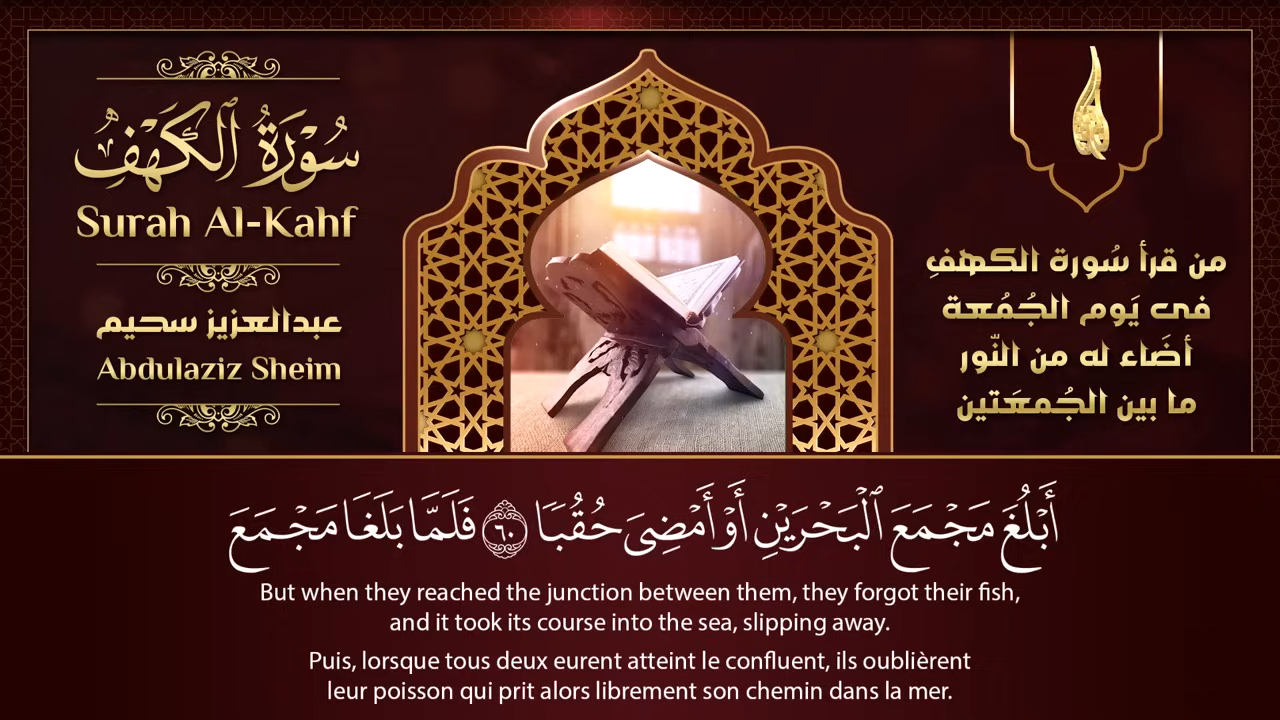 سُورَةُ ٱلْكَهْفِ
Surah Al-Kahf
عبدالعزيز سحيم
Abdulaziz Sheim
من قرأ سُورة الكهفِ
فى يَوم الجُمُعة
أضَاء له من النّور
ما بين الجُمعَتين
أَبْلُغَ مَجْمَعَ ٱلْبَحْرَيْنِ أَوْ أَمْضِىَ حُقُبًا ٦٠ فَلَمَّا بَلَغَا مَجْمَعَ
But when they reached the junction between them, they forgot their fish,
and it took its course into the sea, slipping away.
Puis, lorsque tous deux eurent atteint le confluent, ils oublièrent
leur poisson qui prit alors librement son chemin dans la mer.